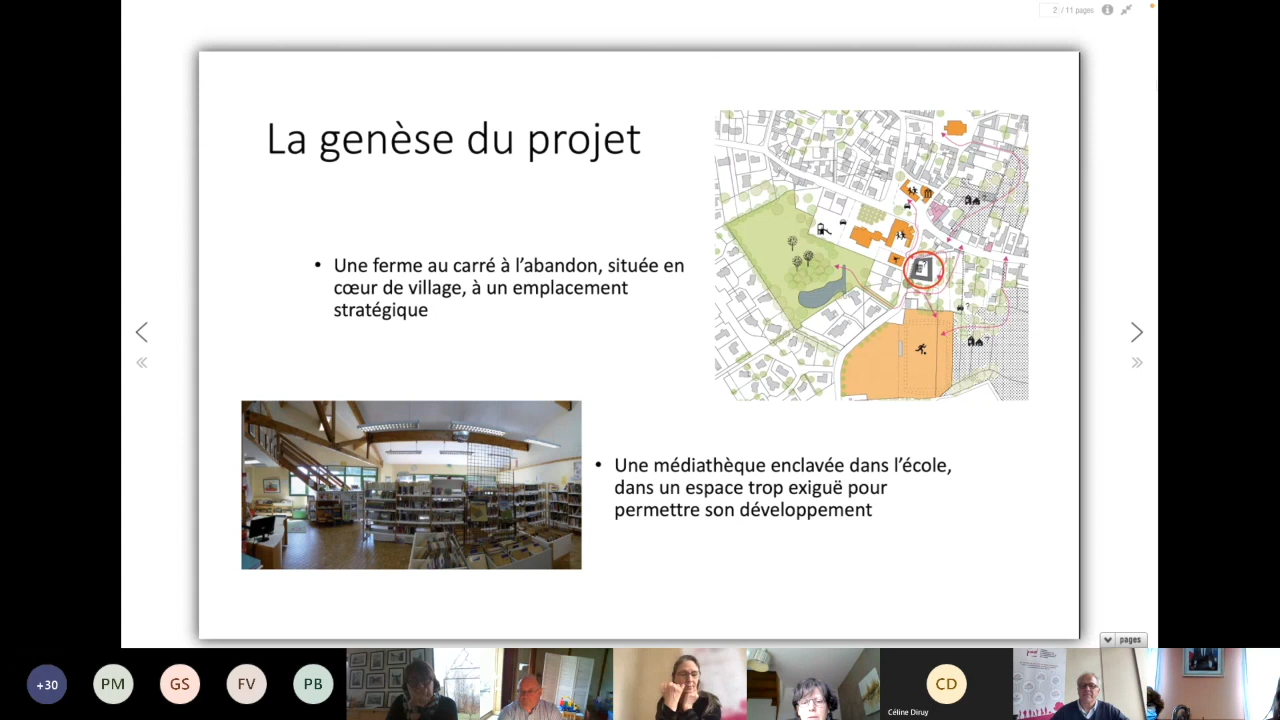 2 / 11 pages
La genèse du projet
• Une ferme au carré à l'abandon, située en
cœur de village, à un emplacement
stratégique
• Une médiathèque enclavée dans l'école,
dans un espace trop exiguë pour
permettre son développement
pages
+30
PM
GS
FV
PB
CD
Céline Diruy